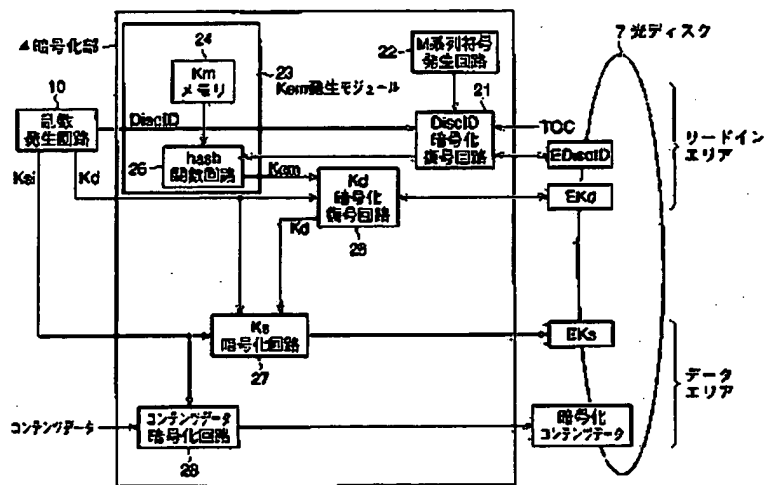 4 暗号化部
24
Km
メモリ
23
Kem発生モジュール
22
M系列符号
発生回路
21
7 光ディスク
10
乱数
発生回路
DiscID
DiscID
暗号化
復号回路
TOC
EDiscID
リードイン
エリア
26
hash
関数回路
Kem
Ksi
Kd
Kd
暗号化
復号回路
EKd
Kd
Ks
暗号化回路
27
EKs
データ
エリア
コンテンツデータ
コンテンツデータ
暗号化回路
28
暗号化
コンテンツデータ